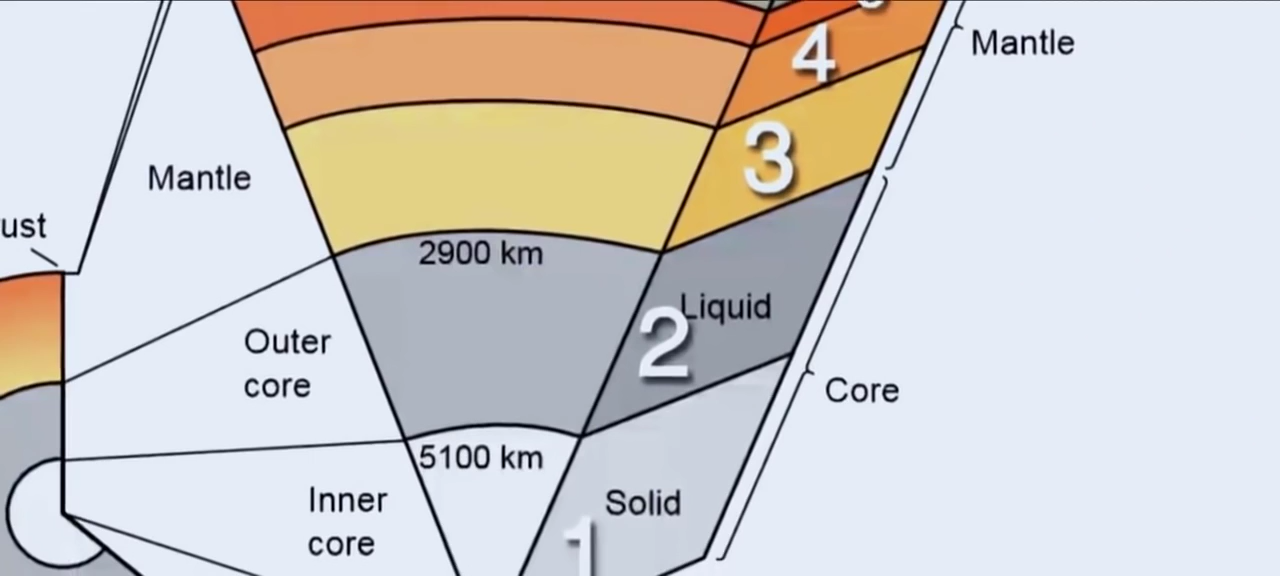 4
Mantle
3
Mantle
ust
2900 km
Liquid
2
Outer
core
Core
5100 km
Inner
core
Solid
1